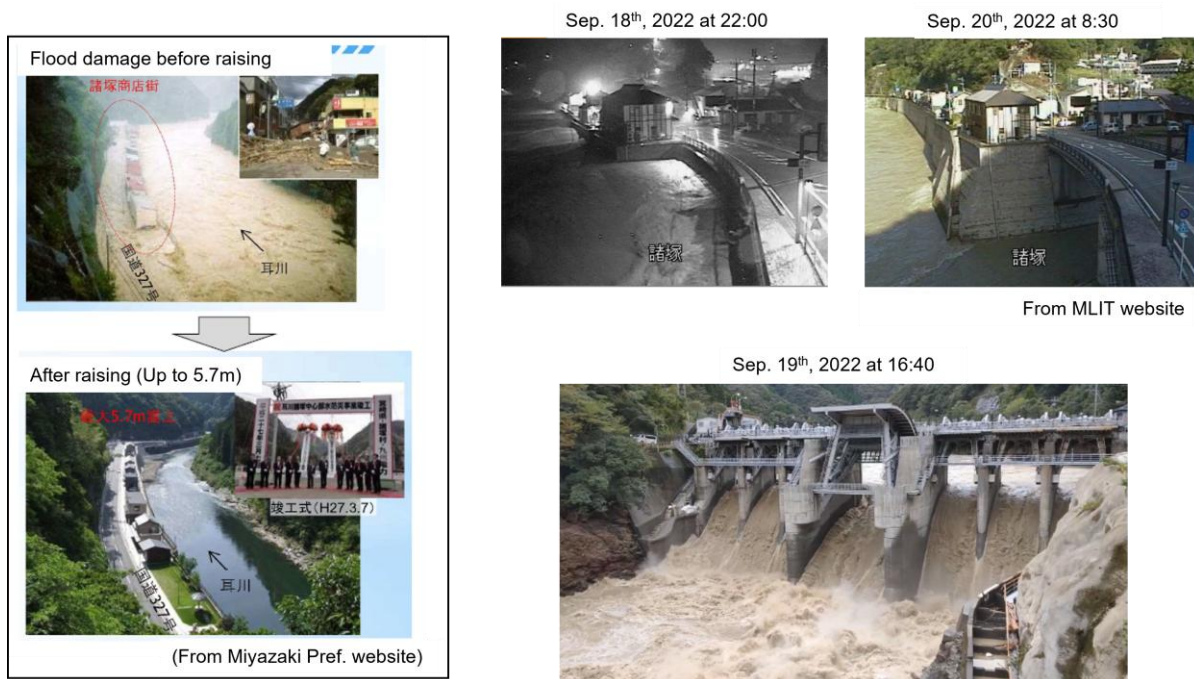 Flood damage before raising
諸塚商店街
国道327号
耳川
After raising (Up to 5.7m)
最大5.7m嵩上
竣工式(H27.3.7)
耳川
国道327号
(From Miyazaki Pref. website)
Sep. 18th, 2022 at 22:00
諸塚
Sep. 20th, 2022 at 8:30
諸塚
From MLIT website
Sep. 19th, 2022 at 16:40